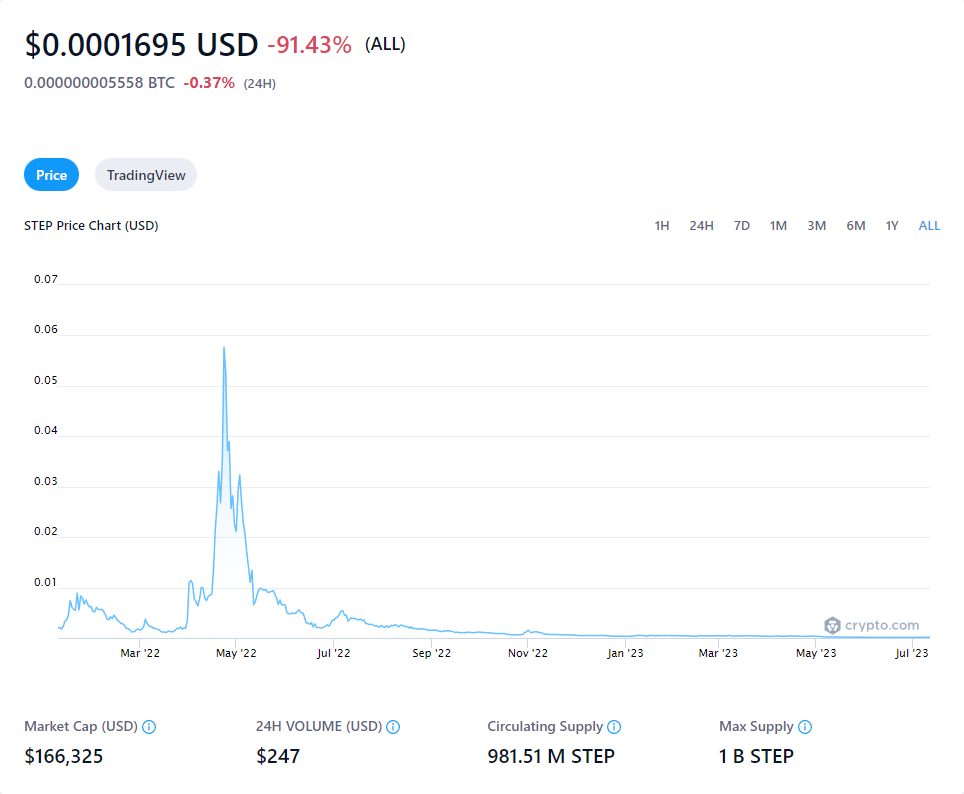 $0.0001695 USD -91.43% (ALL)
0.000000005558 BTC -0.37% (24H)
Price TradingView
STEP Price Chart (USD) 1H 24H 7D 1M 3M 6M 1Y ALL
0.07
0.06
0.05
0.04
0.03
0.02
0.01
crypto.com
Mar '22 May '22 Jul '22 Sep '22 Nov '22 Jan '23 Mar '23 May '23 Jul '23
Market Cap (USD) 24H VOLUME (USD) Circulating Supply Max Supply
$166,325 $247 981.51 M STEP 1 B STEP